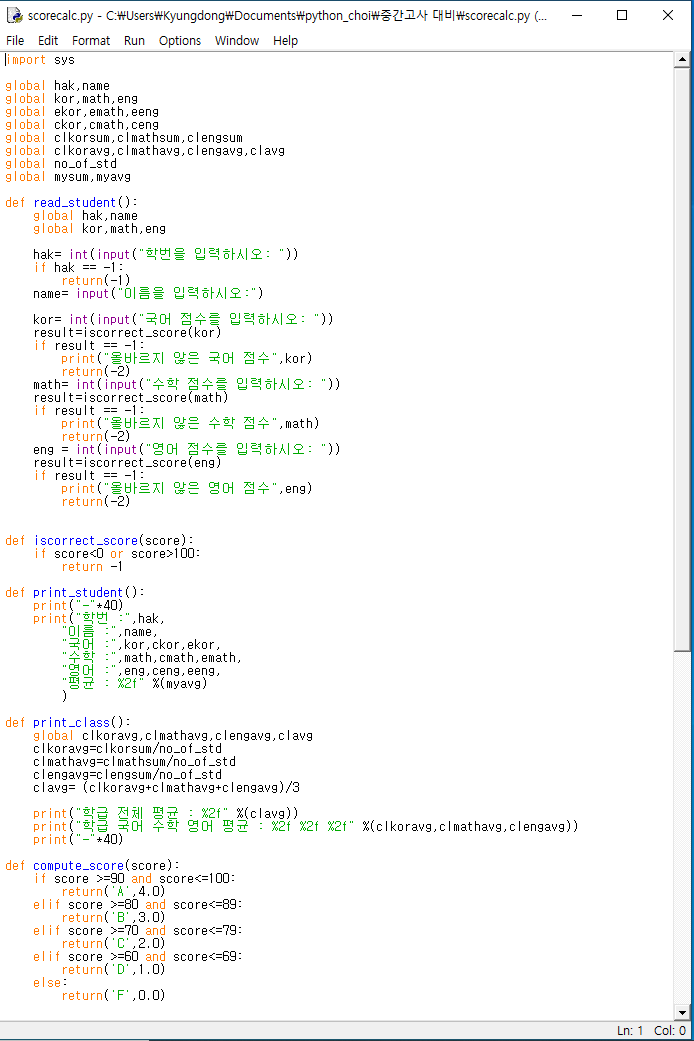 scorecalc.py - C:₩Users₩Kyungdong₩Documents₩python_choi₩중간고사 대비₩scorecalc.py (...
File Edit Format Run Options Window Help
import sys
global hak,name
global kor,math,eng
global ekor,emath,eeng
global ckor,cmath,ceng
global clkorsum,clmathsum,clengsum
global clkoravg,clmathavg,clengavg,clavg
global no_of_std
global mysum,myavg
def read_student():
    global hak,name
    global kor,math,eng
    hak= int(input("학번을 입력하시오: "))
    if hak == -1:
        return(-1)
    name= input("이름을 입력하시오:")
    kor= int(input("국어 점수를 입력하시오: "))
    result=iscorrect_score(kor)
    if result == -1:
        print("올바르지 않은 국어 점수",kor)
        return(-2)
    math= int(input("수학 점수를 입력하시오: "))
    result=iscorrect_score(math)
    if result == -1:
        print("올바르지 않은 수학 점수",math)
        return(-2)
    eng = int(input("영어 점수를 입력하시오: "))
    result=iscorrect_score(eng)
    if result == -1:
        print("올바르지 않은 영어 점수",eng)
        return(-2)
def iscorrect_score(score):
    if score<0 or score>100:
        return -1
def print_student():
    print("-"*40)
    print("학번 :",hak,
        "이름 :",name,
        "국어 :",kor,ckor,ekor,
        "수학 :",math,cmath,emath,
        "영어 :",eng,ceng,eeng,
        "평균 : %2f" %(myavg)
        )
def print_class():
    global clkoravg,clmathavg,clengavg,clavg
    clkoravg=clkorsum/no_of_std
    clmathavg=clmathsum/no_of_std
    clengavg=clengsum/no_of_std
    clavg= (clkoravg+clmathavg+clengavg)/3
    print("학급 전체 평균 : %2f" %(clavg))
    print("학급 국어 수학 영어 평균 : %2f %2f %2f" %(clkoravg,clmathavg,clengavg))
    print("-"*40)
def compute_score(score):
    if score >=90 and score<=100:
        return('A',4.0)
    elif score >=80 and score<=89:
        return('B',3.0)
    elif score >=70 and score<=79:
        return('C',2.0)
    elif score >=60 and score<=69:
        return('D',1.0)
    else:
        return('F',0.0)
Ln: 1 Col: 0